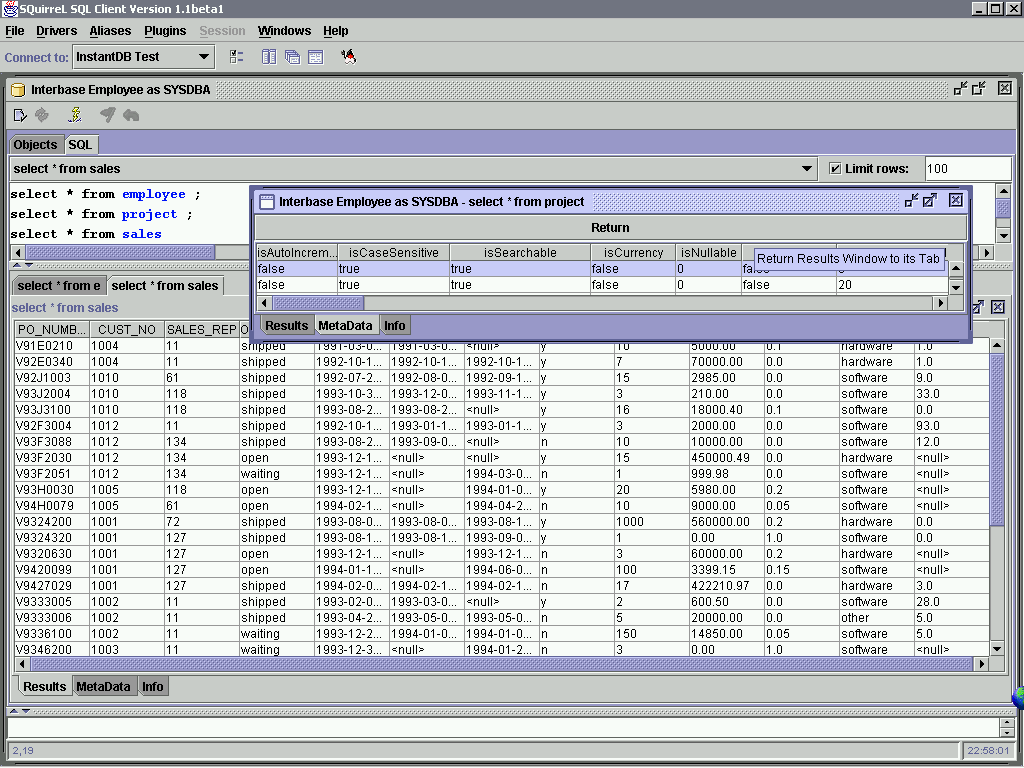 SQuirreL SQL Client Version 1.1beta1
File Drivers Aliases Plugins Session Windows Help
Connect to: InstantDB Test
Interbase Employee as SYSDBA
Objects SQL
select * from sales Limit rows: 100
select * from employee ;
select * from project ;
select * from sales
Interbase Employee as SYSDBA - select * from project
Return
isAutoIncrem... isCaseSensitive isSearchable isCurrency isNullable
Return Results Window to its Tab
false true true false 0
false true true false 0 false 20
Results MetaData Info
select * from e select * from sales
select * from sales
PO_NUMB... CUST_NO SALES_REP
V91E0210 1004 11 shipped 1991-03-0... 1991-03-0... <null> y 10 5000.00 0.1 hardware 1.0
V92E0340 1004 11 shipped 1992-10-1... 1992-10-1... 1992-10-1... y 7 70000.00 0.0 hardware 1.0
V92J1003 1010 61 shipped 1992-07-2... 1992-08-0... 1992-09-1... y 15 2985.00 0.0 software 9.0
V93J2004 1010 118 shipped 1993-10-3... 1993-12-0... 1993-11-1... y 3 210.00 0.0 software 33.0
V93J3100 1010 118 shipped 1993-08-2... 1993-08-2... <null> y 16 18000.40 0.1 software 0.0
V92F3004 1012 11 shipped 1992-10-1... 1993-01-1... 1993-01-1... y 3 2000.00 0.0 software 93.0
V93F3088 1012 134 shipped 1993-08-2... 1993-09-0... <null> n 10 10000.00 0.0 software 12.0
V93F2030 1012 134 open 1993-12-1... <null> <null> y 15 450000.49 0.0 hardware <null>
V93F2051 1012 134 waiting 1993-12-1... <null> 1994-03-0... n 1 999.98 0.0 software <null>
V93H0030 1005 118 open 1993-12-1... <null> 1994-01-0... y 20 5980.00 0.2 software <null>
V94H0079 1005 61 open 1994-02-1... <null> 1994-04-2... n 10 9000.00 0.05 software <null>
V9324200 1001 72 shipped 1993-08-0... 1993-08-0... 1993-08-1... y 1000 560000.00 0.2 hardware 0.0
V9324320 1001 127 shipped 1993-08-1... 1993-08-1... 1993-09-0... y 1 0.00 1.0 software 0.0
V9320630 1001 127 open 1993-12-1... <null> 1993-12-1... n 3 60000.00 0.2 hardware <null>
V9420099 1001 127 open 1994-01-1... <null> 1994-06-0... n 100 3399.15 0.15 software <null>
V9427029 1001 127 shipped 1994-02-0... 1994-02-1... 1994-02-1... n 17 422210.97 0.0 hardware 3.0
V9333005 1002 11 shipped 1993-02-0... 1993-03-0... <null> y 2 600.50 0.0 software 28.0
V9333006 1002 11 shipped 1993-04-2... 1993-05-0... 1993-05-0... n 5 20000.00 0.0 other 5.0
V9336100 1002 11 waiting 1993-12-2... 1994-01-0... 1994-01-0... n 150 14850.00 0.05 software 5.0
V9346200 1003 11 waiting 1993-12-3... <null> 1994-01-2... n 3 0.00 1.0 software <null>
Results MetaData Info
2,19 22:58:01